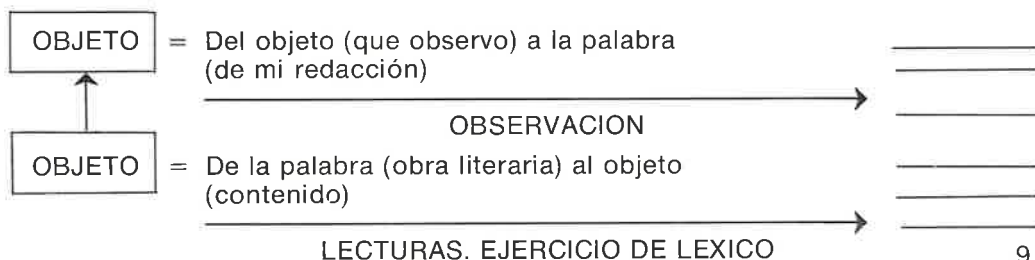 OBJETO = Del objeto (que observo) a la palabra
(de mi redacción)
OBSERVACION
OBJETO = De la palabra (obra literaria) al objeto
(contenido)
LECTURAS. EJERCICIO DE LEXICO
9